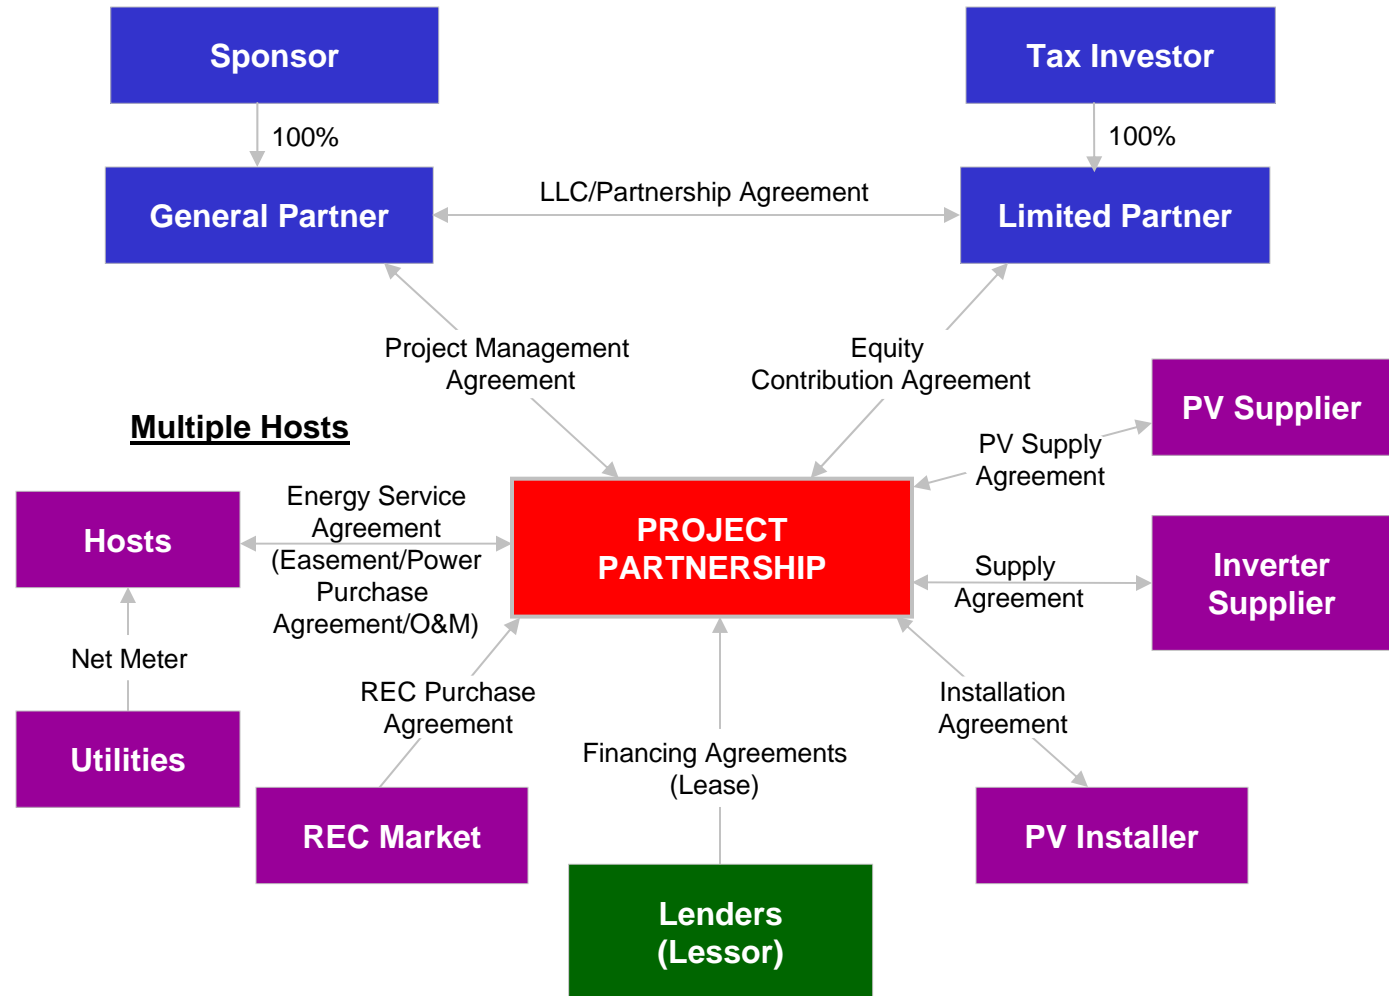 Sponsor
Tax Investor
100%
100%
General Partner
LLC/Partnership Agreement
Limited Partner
Project Management
Agreement
Equity
Contribution Agreement
PV Supplier
Multiple Hosts
PV Supply
Agreement
Hosts
Energy Service
Agreement
(Easement/Power
Purchase
Agreement/O&M)
PROJECT
PARTNERSHIP
Supply
Agreement
Inverter
Supplier
Net Meter
REC Purchase
Agreement
Installation
Agreement
Utilities
Financing Agreements
(Lease)
REC Market
PV Installer
Lenders
(Lessor)